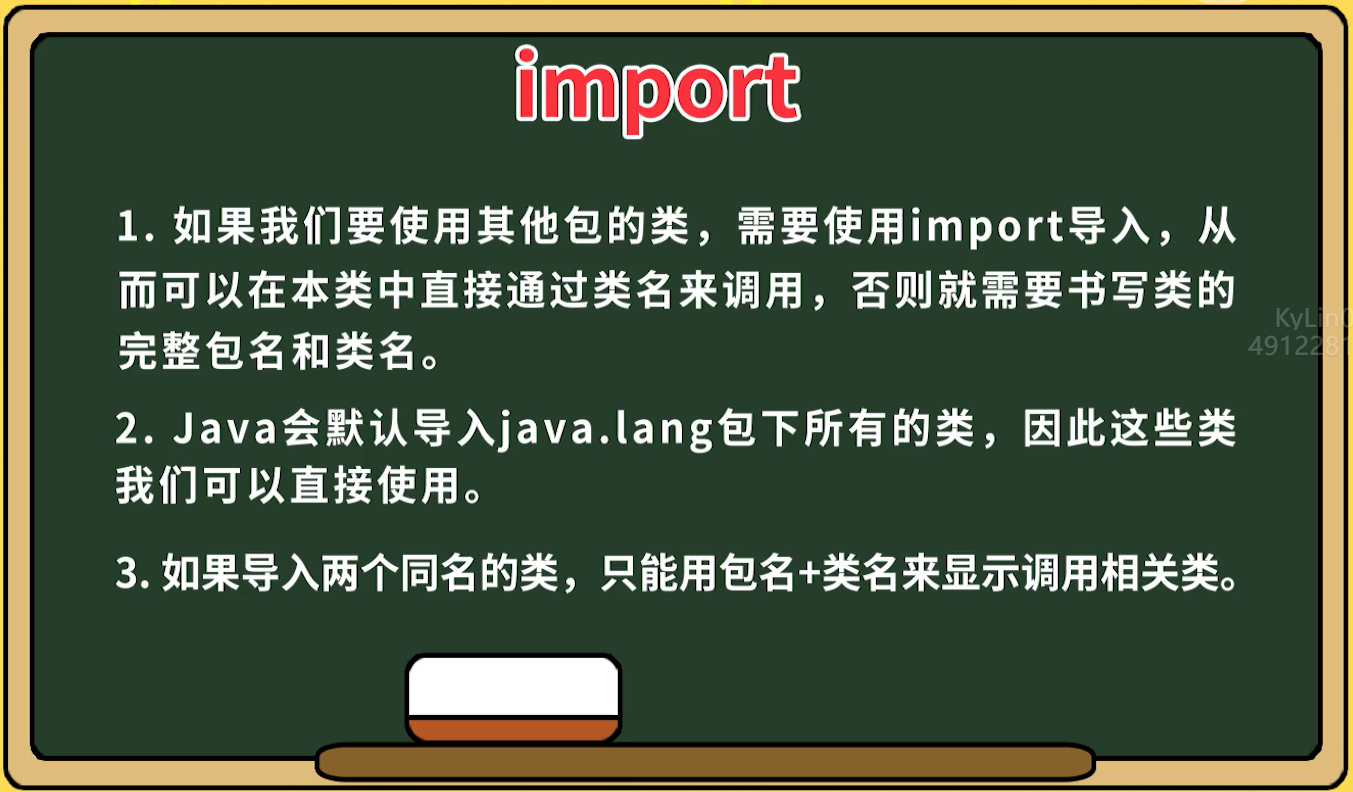 import
1. 如果我们要使用其他包的类，需要使用import导入，从
而可以在本类中直接通过类名来调用，否则就需要书写类的
完整包名和类名。
KyLin
4912281
2. Java会默认导入java.lang包下所有的类，因此这些类
我们可以直接使用。
3. 如果导入两个同名的类，只能用包名+类名来显示调用相关类。